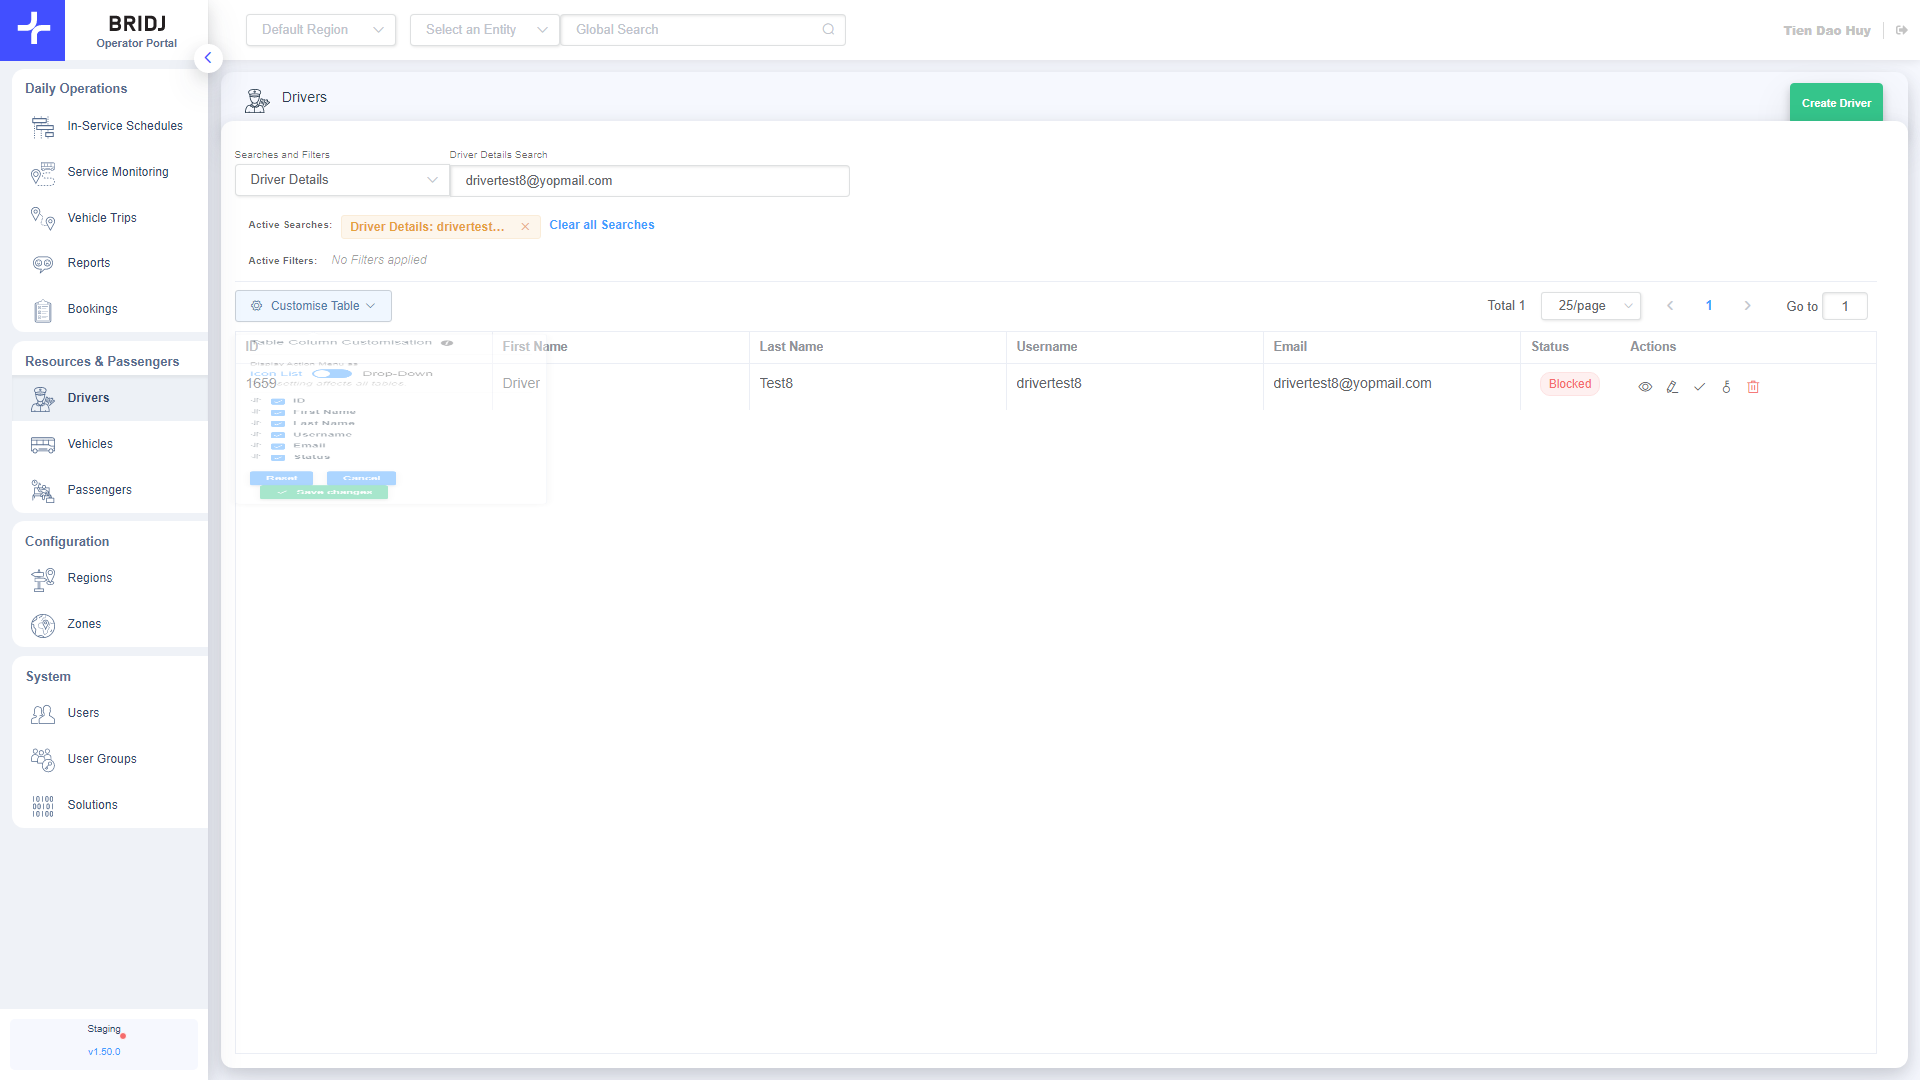 BRIDJ
Operator Portal
Default Region
Select an Entity
Global Search
Tien Dao Huy
Daily Operations
In-Service Schedules
Service Monitoring
Vehicle Trips
Reports
Bookings
Resources & Passengers
Drivers
Vehicles
Passengers
Configuration
Regions
Zones
System
Users
User Groups
Solutions
Staging
v1.50.0
Drivers
Create Driver
Searches and Filters
Driver Details Search
Driver Details
drivertest8@yopmail.com
Active Searches:
Driver Details: drivertest...
Clear all Searches
Active Filters:
No Filters applied
Customise Table
Total 1
25/page
1
Go to
1
ID
First Name
Last Name
Username
Email
Status
Actions
1659
Driver
Test8
drivertest8
drivertest8@yopmail.com
Blocked
Table Column Customisation
Display Action Menu as
Icon List
Drop-Down
setting affects all tables.
ID
First Name
Last Name
Username
Email
Status
Reset
Cancel
Save changes